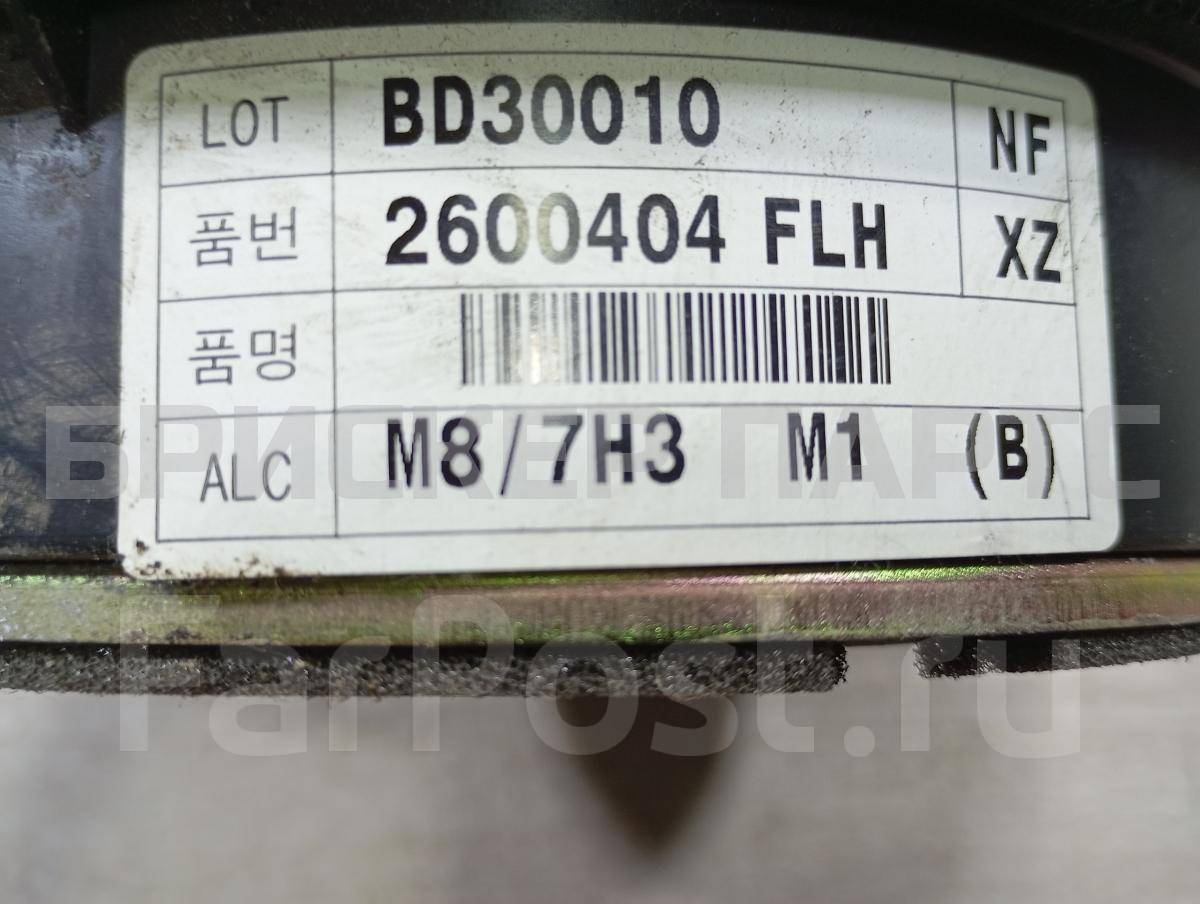 LOT BD30010 NF
품번 2600404 FLH XZ
품명
ALC M8/7H3 M1 (B)
БРИСКЕР ПАРТС
FarPost.ru